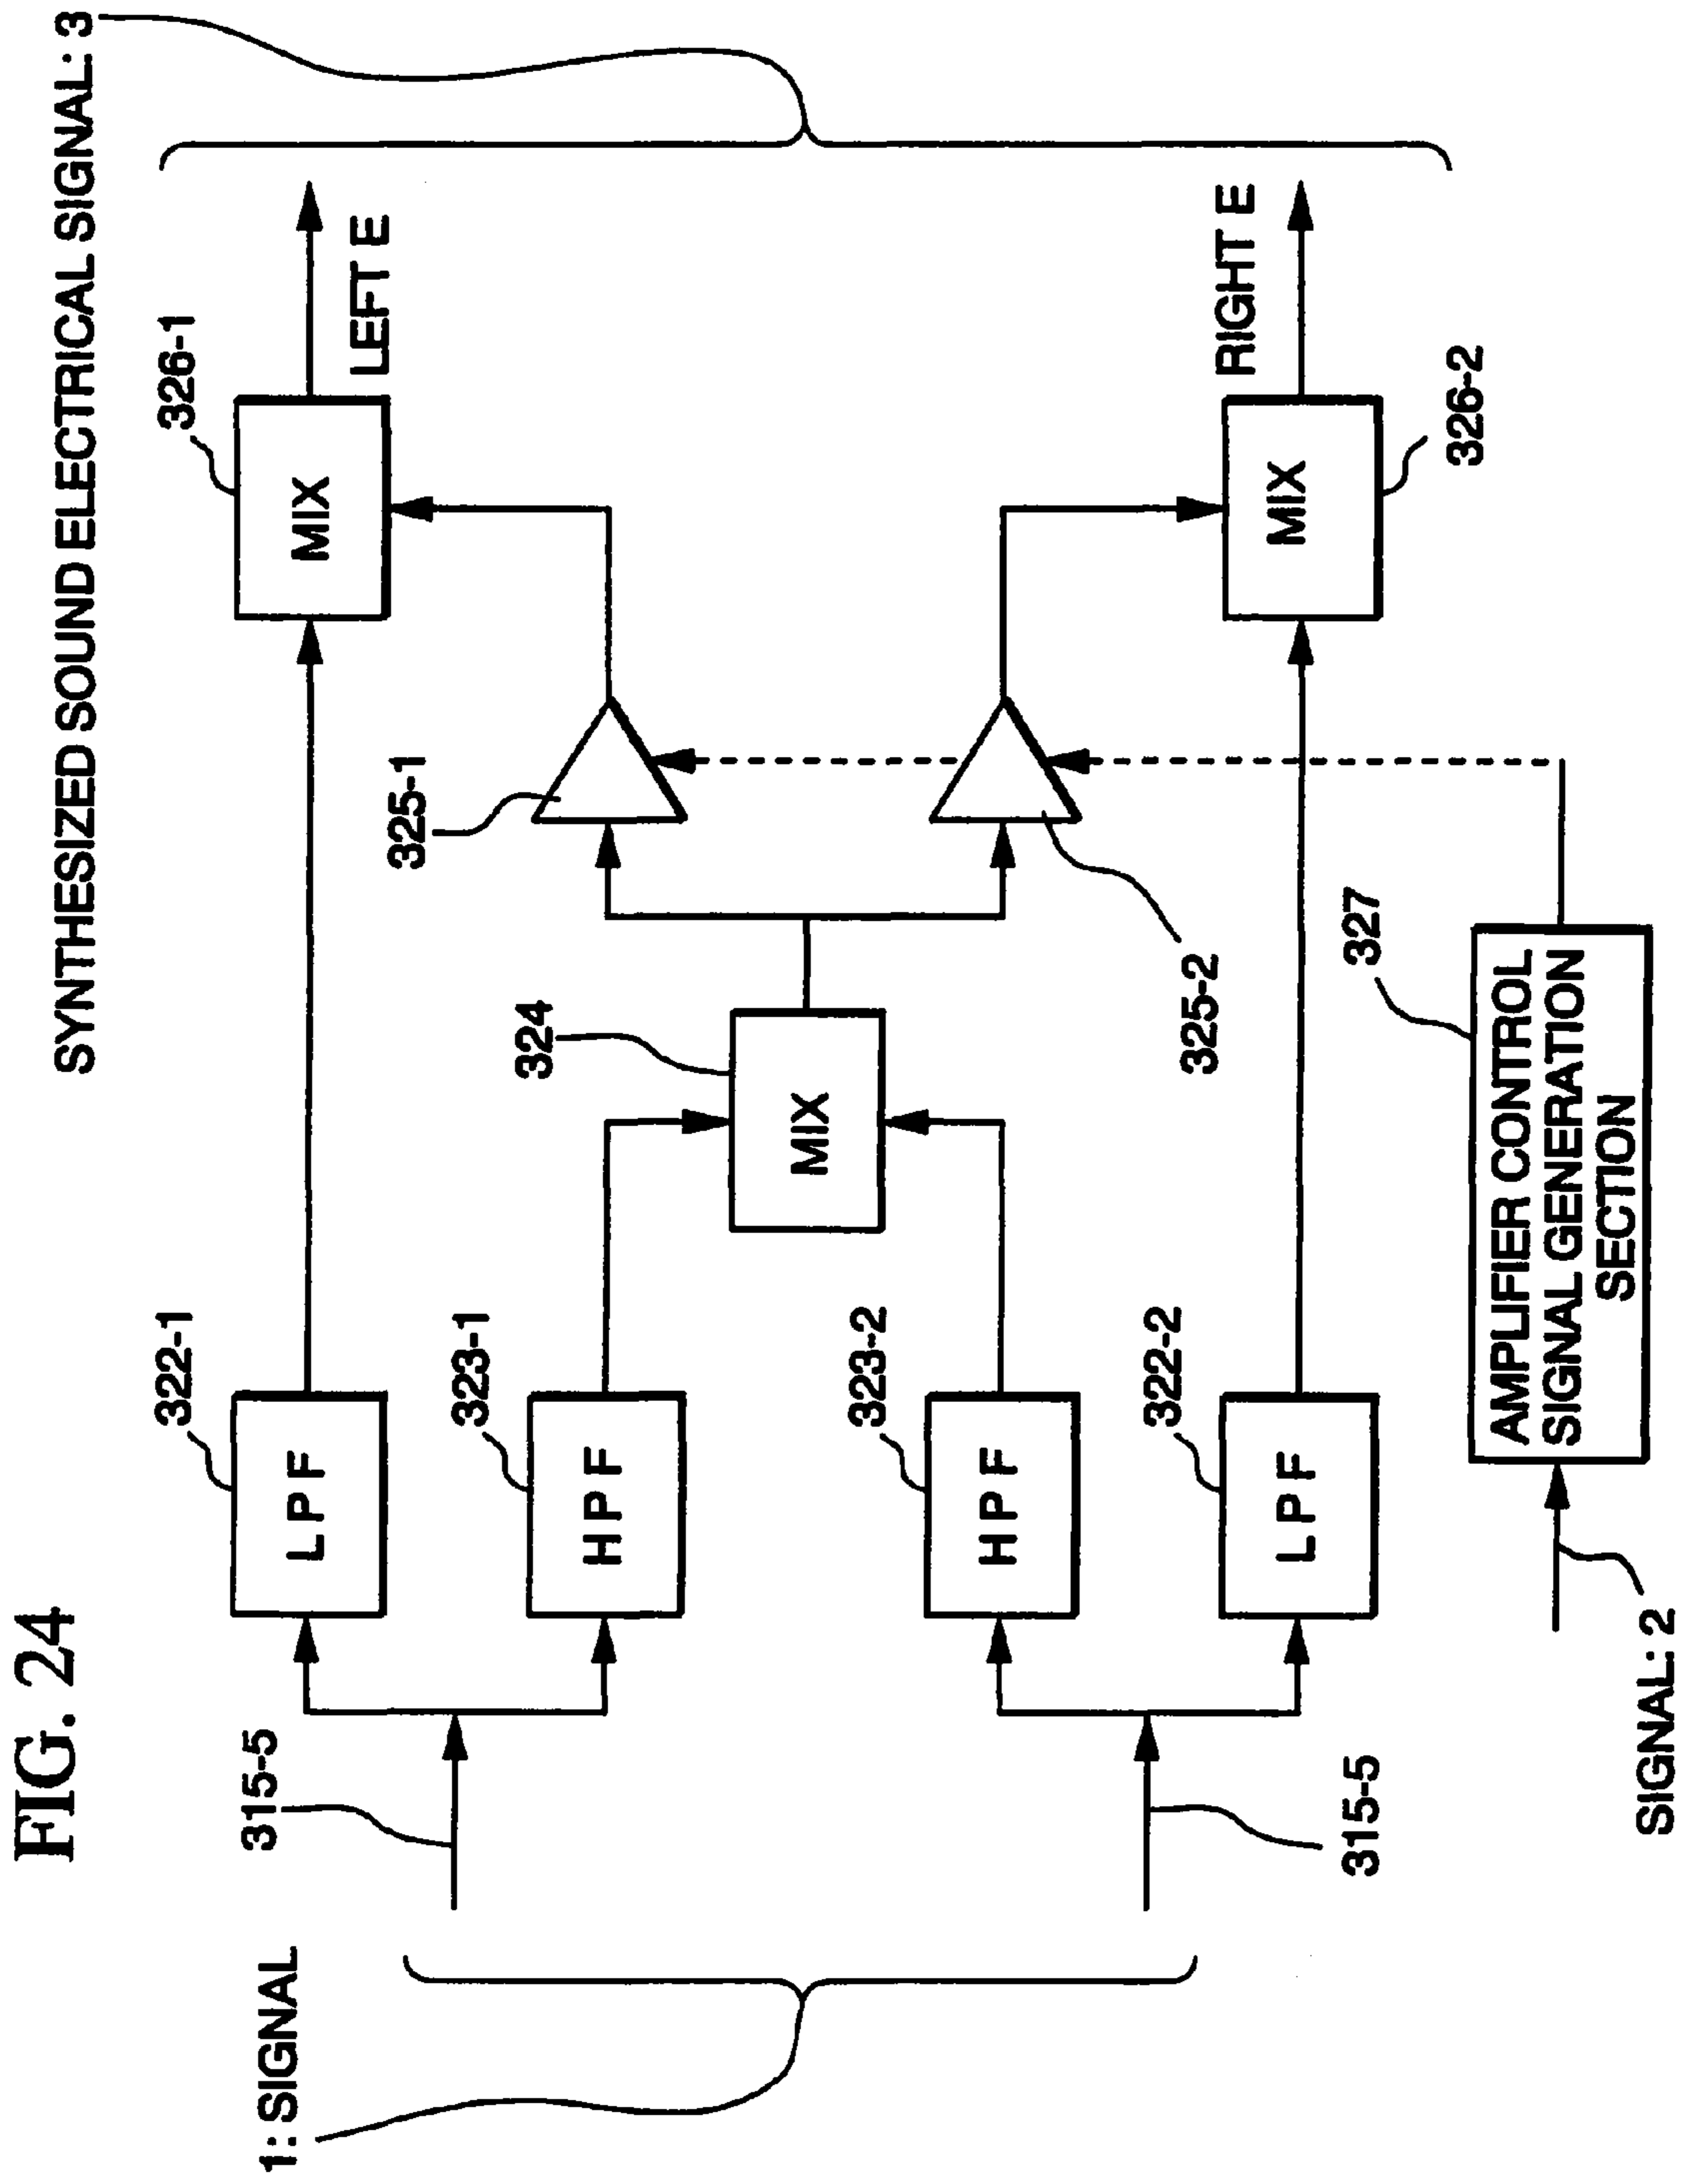 FIG. 24
SYNTHESIZED SOUND ELECTRICAL SIGNAL: 3
1: SIGNAL
315-5
322-1
LPF
326-1
MIX
LEFT E
323-1
HPF
325-1
324
MIX
323-2
HPF
325-2
315-5
322-2
LPF
RIGHT E
MIX
326-2
327
AMPLIFIER CONTROL
SIGNAL GENERATION
SECTION
SIGNAL: 2